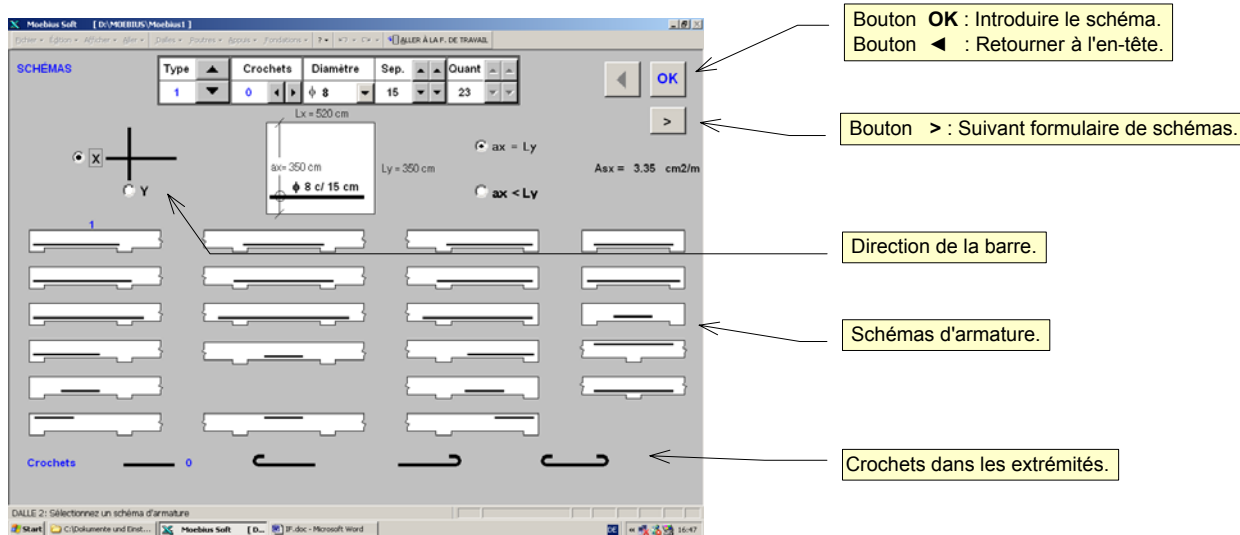 Moebius Soft [ D:\MOEBIUS\Moebius1 ]
Fichier Édition Afficher Aller Dalles Poutres Appuis Fondations ? ALLER À LA F. DE TRAVAIL
SCHÉMAS
Type Crochets Diamètre Sep. Quant
1 0 ϕ 8 15 23
OK
>
Lx = 520 cm
X
Y
ax= 350 cm
ϕ 8 c/ 15 cm
Ly = 350 cm
ax = Ly
ax < Ly
Asx = 3.35 cm2/m
1
Crochets 0
DALLE 2: Sélectionnez un schéma d'armature
Start C:\Dokumente und Einst... Moebius Soft [ D... IF.doc - Microsoft Word DE « 16:47
Bouton OK : Introduire le schéma.
Bouton ◄ : Retourner à l'en-tête.
Bouton > : Suivant formulaire de schémas.
Direction de la barre.
Schémas d'armature.
Crochets dans les extrémités.